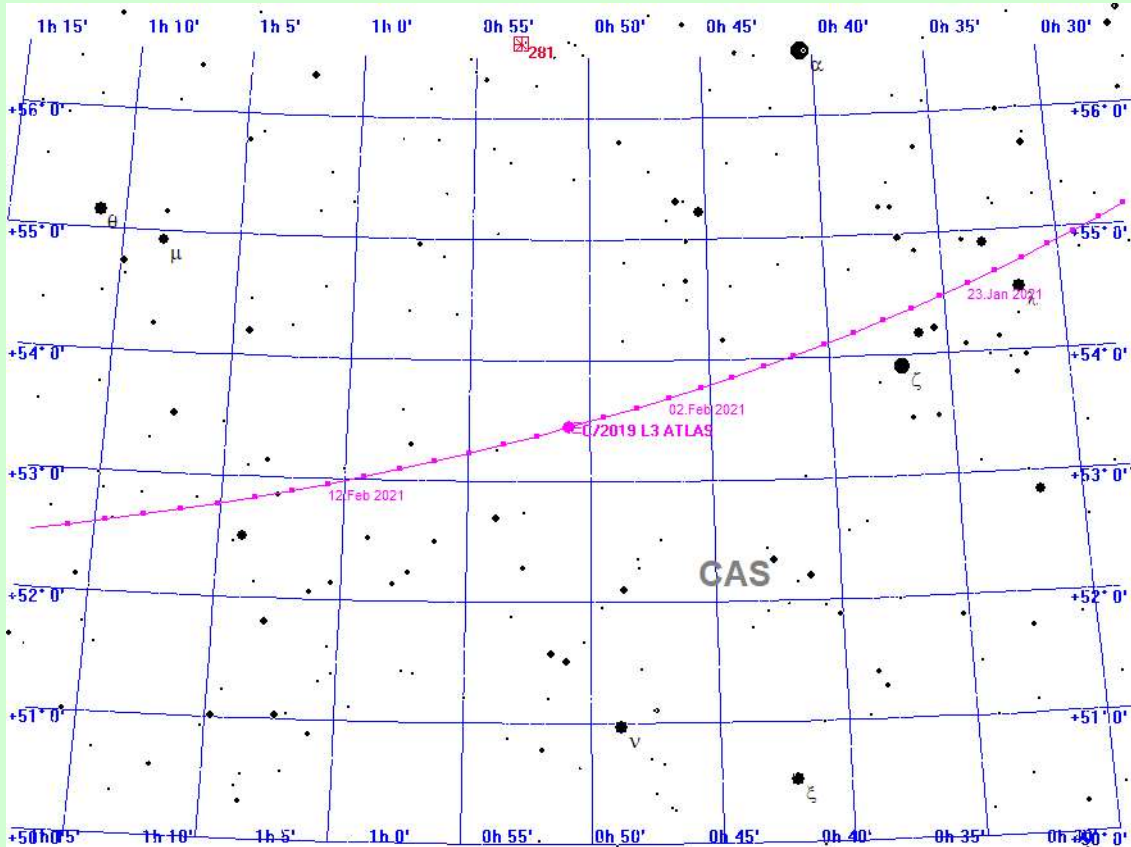 1h 15' 1h 10' 1h 5' 1h 0' 0h 55' 0h 50' 0h 45' 0h 40' 0h 35' 0h 30'
281
α
+56° 0' +56° 0'
θ
+55° 0' +55° 0'
μ
23.Jan 2021
λ
+54° 0' +54° 0'
ζ
02.Feb 2021
C/2019 L3 ATLAS
+53° 0' +53° 0'
12.Feb 2021
CAS
+52° 0' +52° 0'
+51° 0' +51° 0'
ν
ξ
+50° 0' 1h 10' 1h 5' 1h 0' 0h 55' 0h 50' 0h 45' 0h 40' 0h 35'